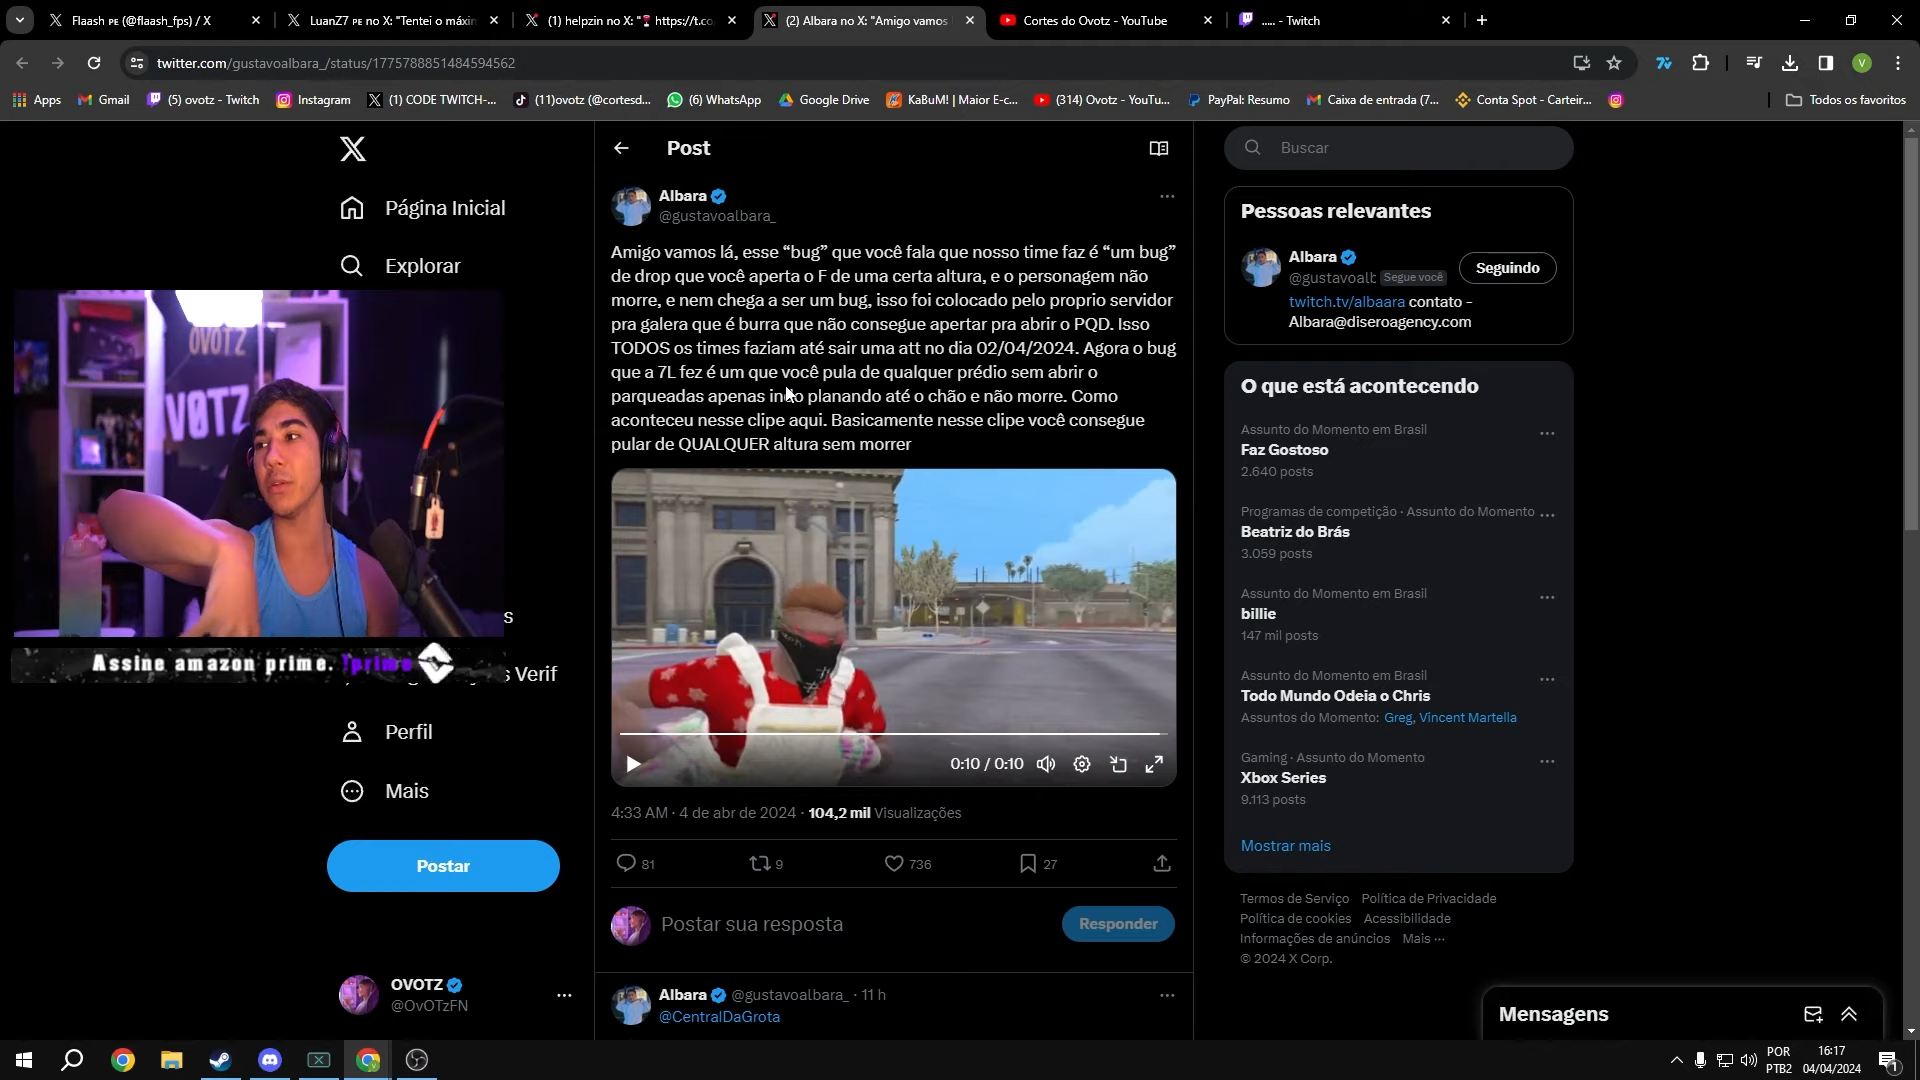 Flaash PE (@flaash_fps) / X
LuanZ7 PE no X: "Tentei o máxin
(1) helpzin no X: "🍷 https://t.co
(2) Albara no X: "Amigo vamos
Cortes do Ovotz - YouTube
..... - Twitch
twitter.com/gustavoalbara_/status/1775788851484594562
V
Apps
Gmail
(5) ovotz - Twitch
Instagram
(1) CODE TWITCH-...
(11)ovotz (@cortesd...
(6) WhatsApp
Google Drive
KaBuM! | Maior E-c...
(314) Ovotz - YouTu...
PayPal: Resumo
Caixa de entrada (7...
Conta Spot - Carteir...
Todos os favoritos
Página Inicial
Explorar
s
s Verif
Perfil
Mais
Postar
OVOTZ
@OvOTzFN
OVOTZ
OVOTZ
VOTZ
Assine amazon prime. !prime
Post
Albara
@gustavoalbara_
Amigo vamos lá, esse “bug” que você fala que nosso time faz é “um bug”
de drop que você aperta o F de uma certa altura, e o personagem não
morre, e nem chega a ser um bug, isso foi colocado pelo proprio servidor
pra galera que é burra que não consegue apertar pra abrir o PQD. Isso
TODOS os times faziam até sair uma att no dia 02/04/2024. Agora o bug
que a 7L fez é um que você pula de qualquer prédio sem abrir o
parqueadas apenas indo planando até o chão e não morre. Como
aconteceu nesse clipe aqui. Basicamente nesse clipe você consegue
pular de QUALQUER altura sem morrer
0:10 / 0:10
4:33 AM · 4 de abr de 2024 · 104,2 mil Visualizações
81
9
736
27
Postar sua resposta
Responder
Albara @gustavoalbara_ · 11 h
@CentralDaGrota
Buscar
Pessoas relevantes
Albara
@gustavoalt Segue você
Seguindo
twitch.tv/albaara contato -
Albara@diseroagency.com
O que está acontecendo
Assunto do Momento em Brasil
Faz Gostoso
2.640 posts
Programas de competição · Assunto do Momento
Beatriz do Brás
3.059 posts
Assunto do Momento em Brasil
billie
147 mil posts
Assunto do Momento em Brasil
Todo Mundo Odeia o Chris
Assuntos do Momento: Greg, Vincent Martella
Gaming · Assunto do Momento
Xbox Series
9.113 posts
Mostrar mais
Termos de Serviço Política de Privacidade
Política de cookies Acessibilidade
Informações de anúncios Mais ···
© 2024 X Corp.
Mensagens
POR
PTB2
16:17
04/04/2024
1